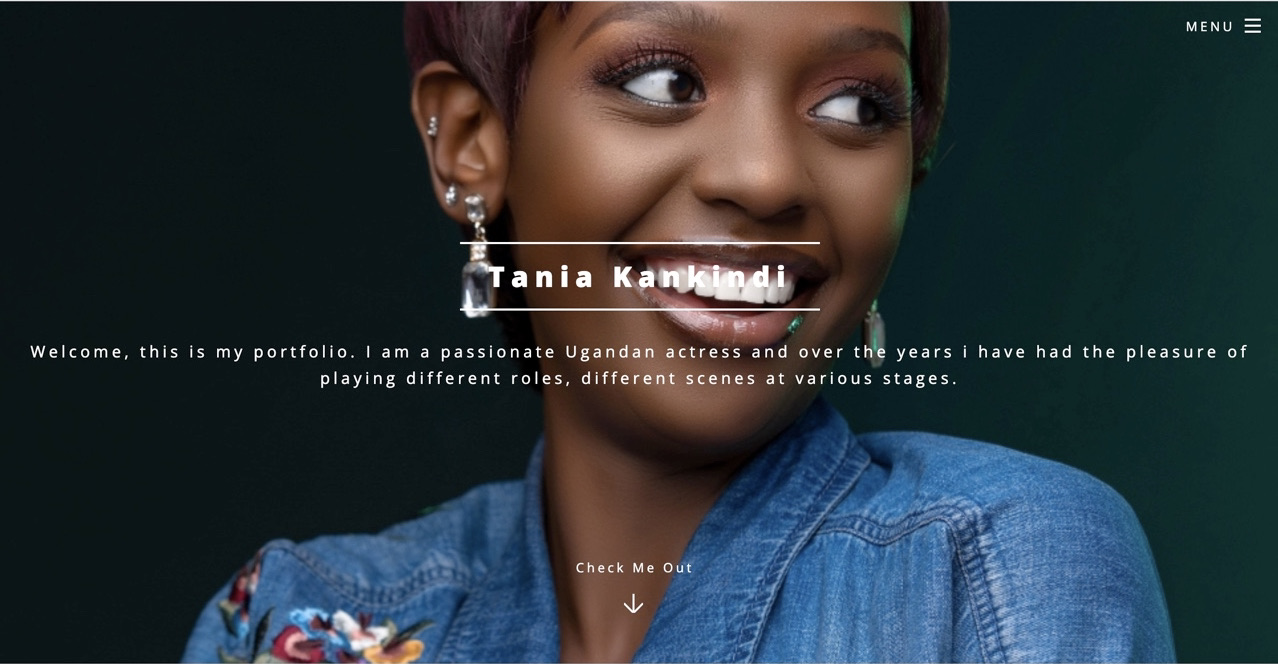 MENU
Tania Kankindi
Welcome, this is my portfolio. I am a passionate Ugandan actress and over the years i have had the pleasure of
playing different roles, different scenes at various stages.
Check Me Out